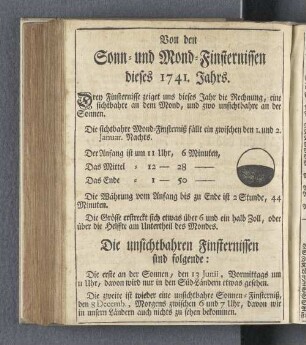 Von den
Sonn- und Mond-Finsternissen
dieses 1741. Jahrs.
Drey Finsternisse zeiget uns dieses Jahr die Rechnung, eine
sichtbahre an dem Mond, und zwo unsichtbahre an der
Sonnen.
Die sichtbahre Mond-Finsterniß fällt ein zwischen den 1. und 2.
Januar. Nachts.
Der Anfang ist um 11 Uhr, 6 Minuten,
Das Mittel » 12 — 28 —
Das Ende » 1 — 50 —
Die Währung vom Anfang bis zu Ende ist 2 Stunde, 44
Minuten.
Die Grösse erstreckt sich etwas über 6 und ein halb Zoll, oder
über die Helffte am Untertheil des Mondes.
Die unsichtbahren Finsternissen
sind folgende:
Die erste an der Sonnen, den 13 Junii, Vormittags um
11 Uhr, davon wird nur in den Süd-Ländern etwas gesehen.
Die zweite ist wieder eine unsichtbahre Sonnen-Finsterniß,
den 8 Decemb., Morgens zwischen 6 und 7 Uhr, davon wir
in unsern Ländern auch nichts zu sehen bekommen.